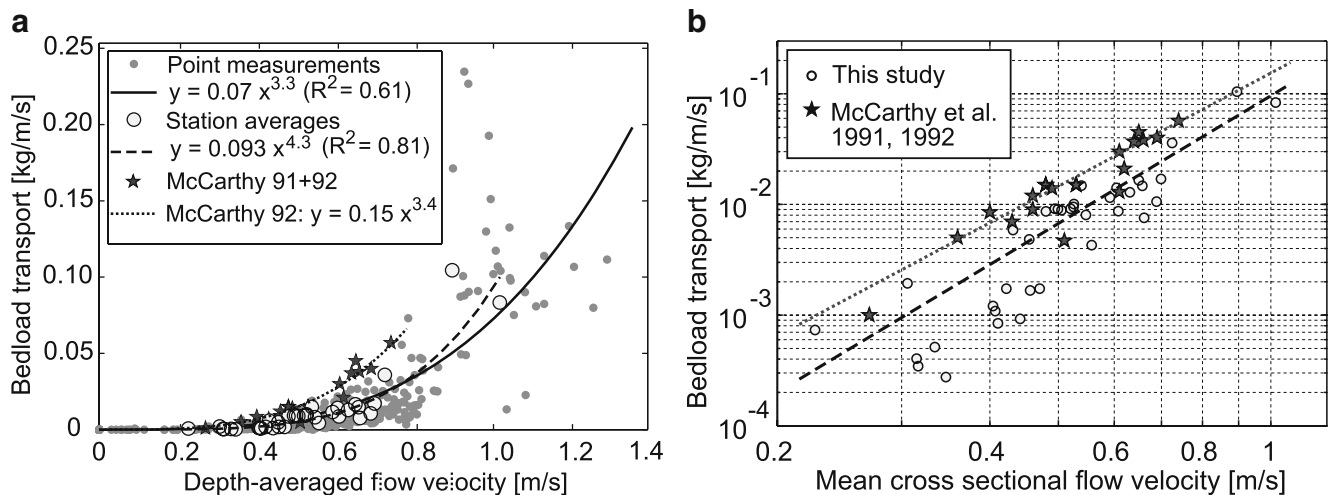 a
Bedload transport [kg/m/s]
0.25
0.20
0.15
0.10
0.05
0
Point measurements
y = 0.07 x^3.3 (R^2 = 0.61)
Station averages
y = 0.093 x^4.3 (R^2 = 0.81)
McCarthy 91+92
McCarthy 92: y = 0.15 x^3.4
0 0.2 0.4 0.6 0.8 1.0 1.2 1.4
Depth-averaged flow velocity [m/s]
b
Bedload transport [kg/m/s]
-1
10^-1
10^-2
10^-3
10^-4
This study
McCarthy et al.
1991, 1992
0.2 0.4 0.6 0.8 1
Mean cross sectional flow velocity [m/s]